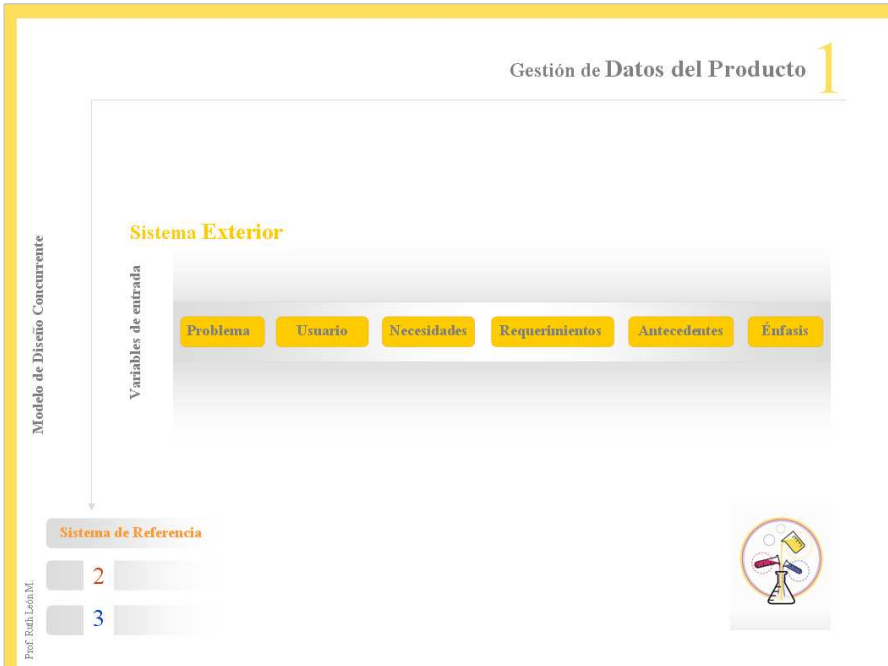 Gestión de Datos del Producto 1
Modelo de Diseño Concurrente
Sistema Exterior
Variables de entrada
Problema
Usuario
Necesidades
Requerimientos
Antecedentes
Énfasis
Sistema de Referencia
2
3
Prof. Ruth León M.